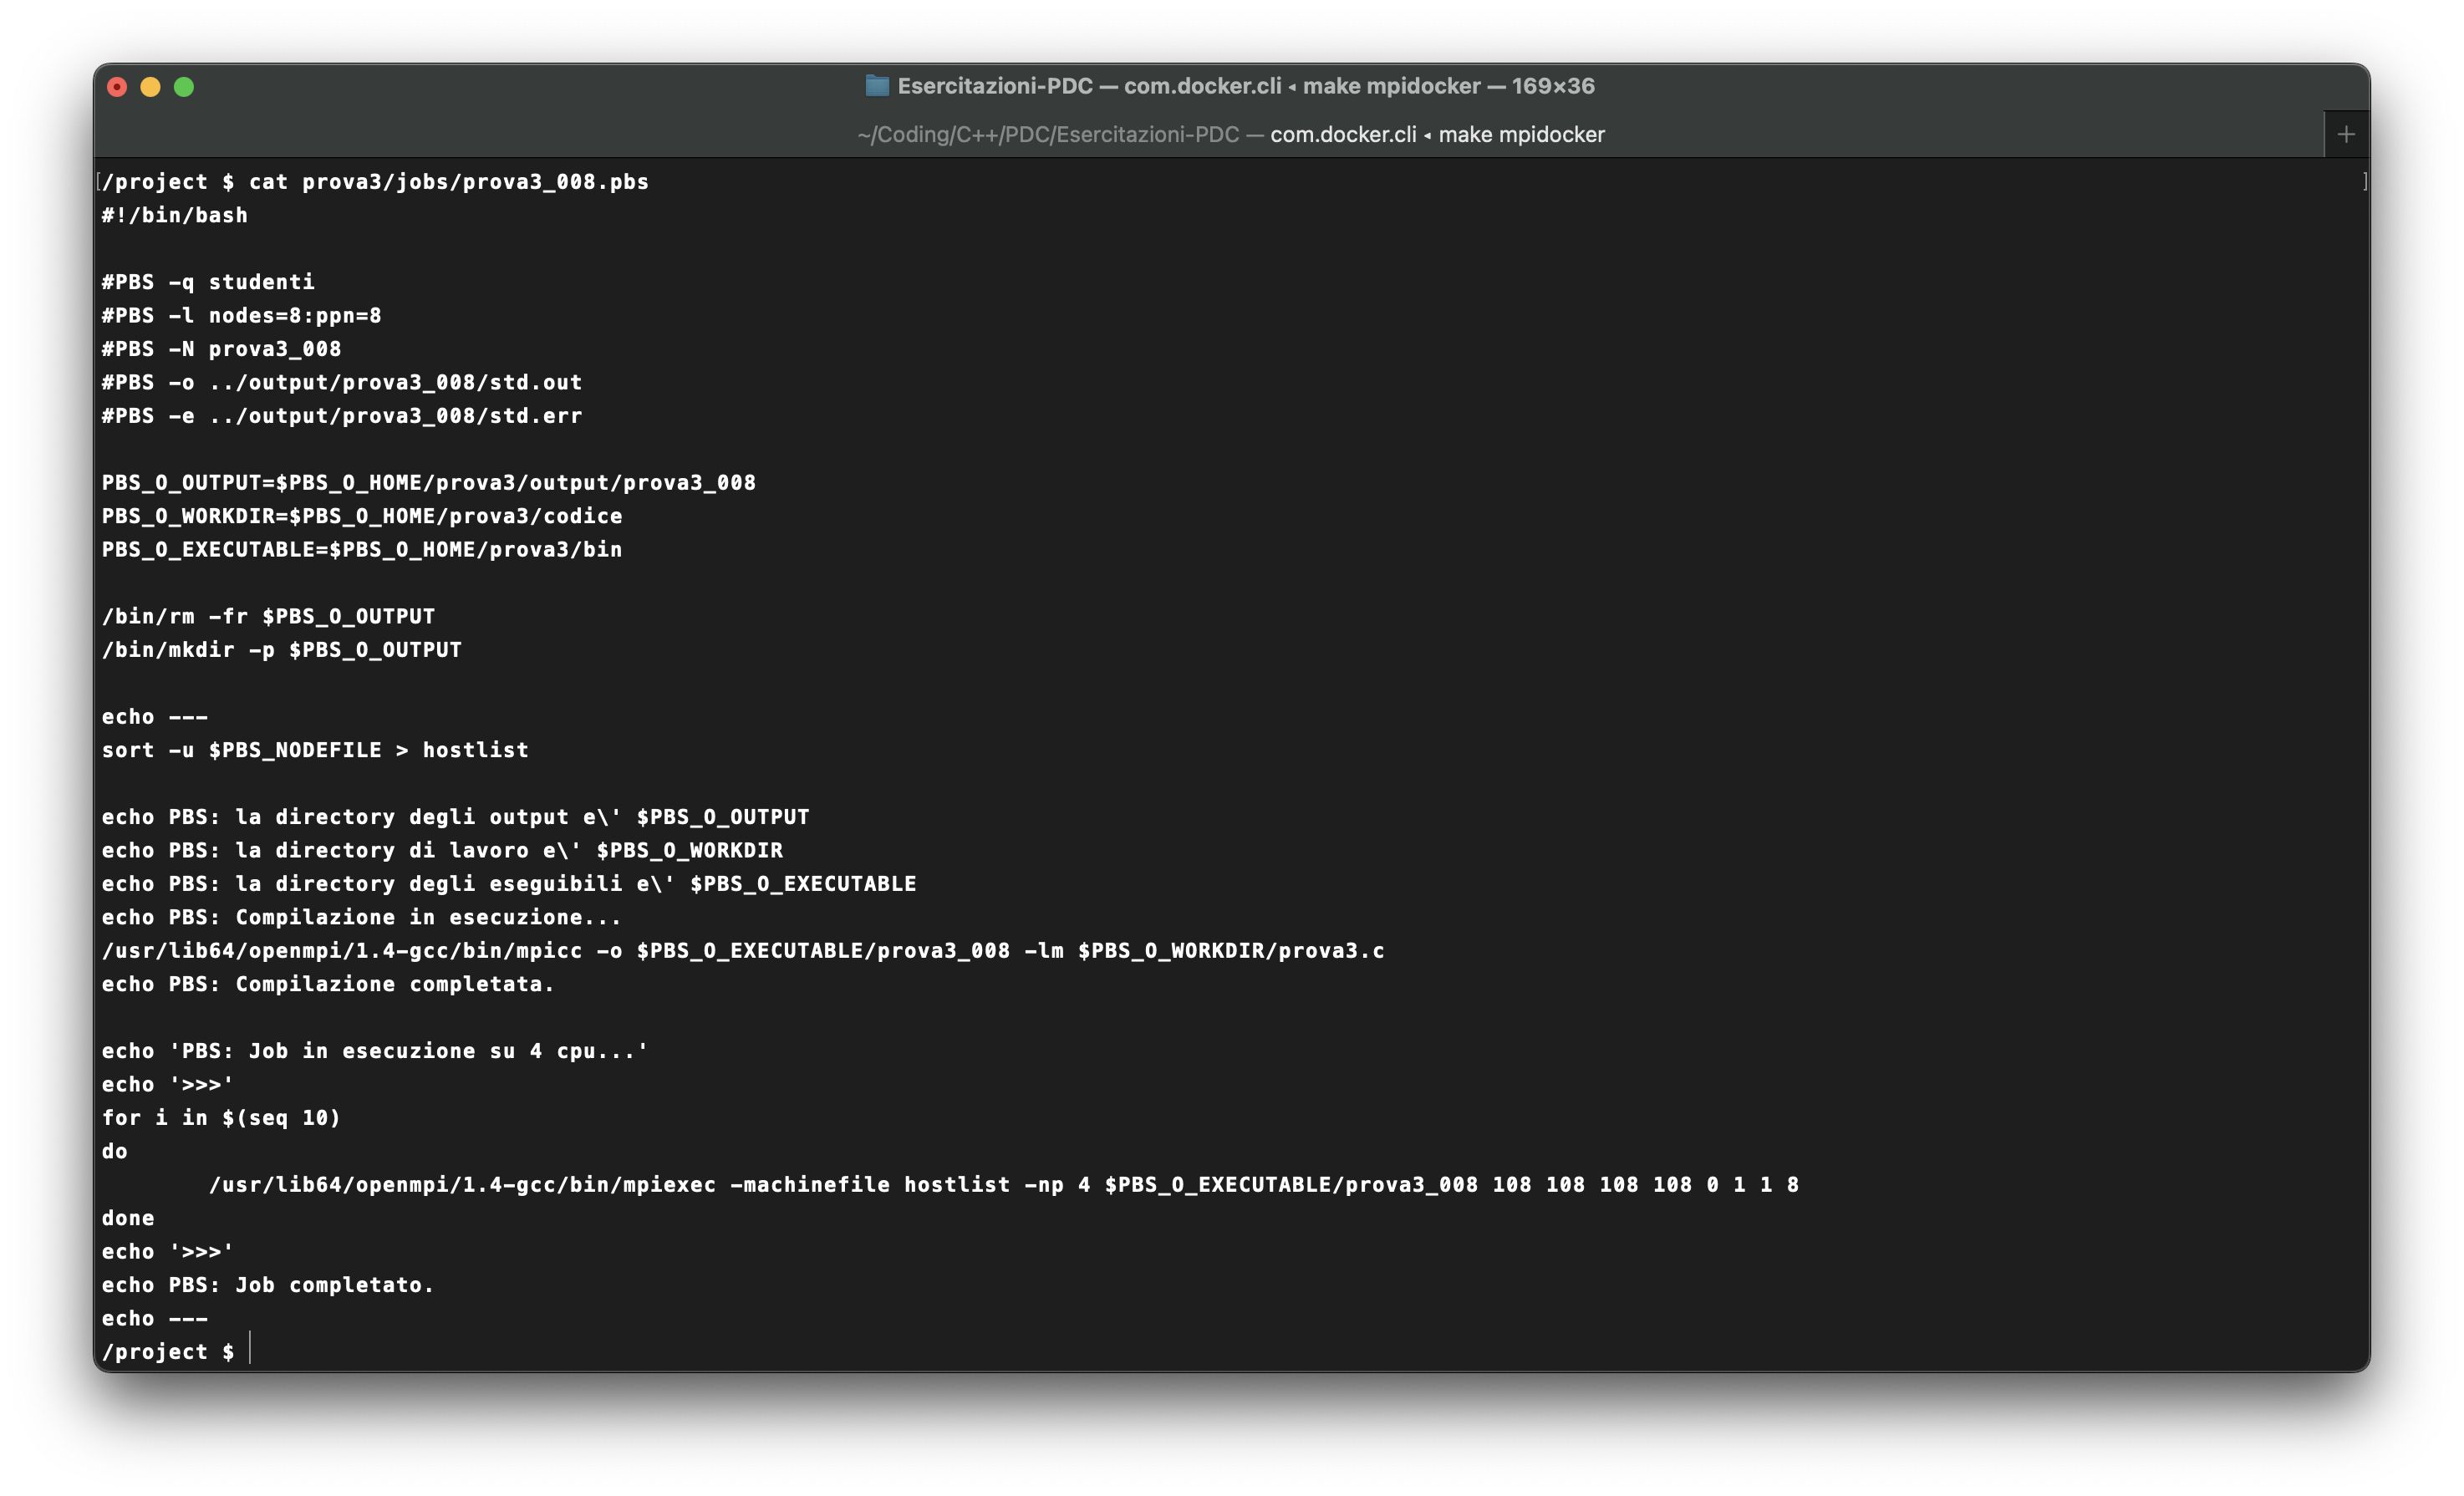 Esercitazioni-PDC — com.docker.cli ◂ make mpidocker — 169×36
~/Coding/C++/PDC/Esercitazioni-PDC — com.docker.cli ◂ make mpidocker
+
[/project $ cat prova3/jobs/prova3_008.pbs ]
#!/bin/bash

#PBS -q studenti
#PBS -l nodes=8:ppn=8
#PBS -N prova3_008
#PBS -o ../output/prova3_008/std.out
#PBS -e ../output/prova3_008/std.err

PBS_O_OUTPUT=$PBS_O_HOME/prova3/output/prova3_008
PBS_O_WORKDIR=$PBS_O_HOME/prova3/codice
PBS_O_EXECUTABLE=$PBS_O_HOME/prova3/bin

/bin/rm -fr $PBS_O_OUTPUT
/bin/mkdir -p $PBS_O_OUTPUT

echo ---
sort -u $PBS_NODEFILE > hostlist

echo PBS: la directory degli output e\' $PBS_O_OUTPUT
echo PBS: la directory di lavoro e\' $PBS_O_WORKDIR
echo PBS: la directory degli eseguibili e\' $PBS_O_EXECUTABLE
echo PBS: Compilazione in esecuzione...
/usr/lib64/openmpi/1.4-gcc/bin/mpicc -o $PBS_O_EXECUTABLE/prova3_008 -lm $PBS_O_WORKDIR/prova3.c
echo PBS: Compilazione completata.

echo 'PBS: Job in esecuzione su 4 cpu...'
echo '>>>'
for i in $(seq 10)
do
        /usr/lib64/openmpi/1.4-gcc/bin/mpiexec -machinefile hostlist -np 4 $PBS_O_EXECUTABLE/prova3_008 108 108 108 108 0 1 1 8
done
echo '>>>'
echo PBS: Job completato.
echo ---
/project $